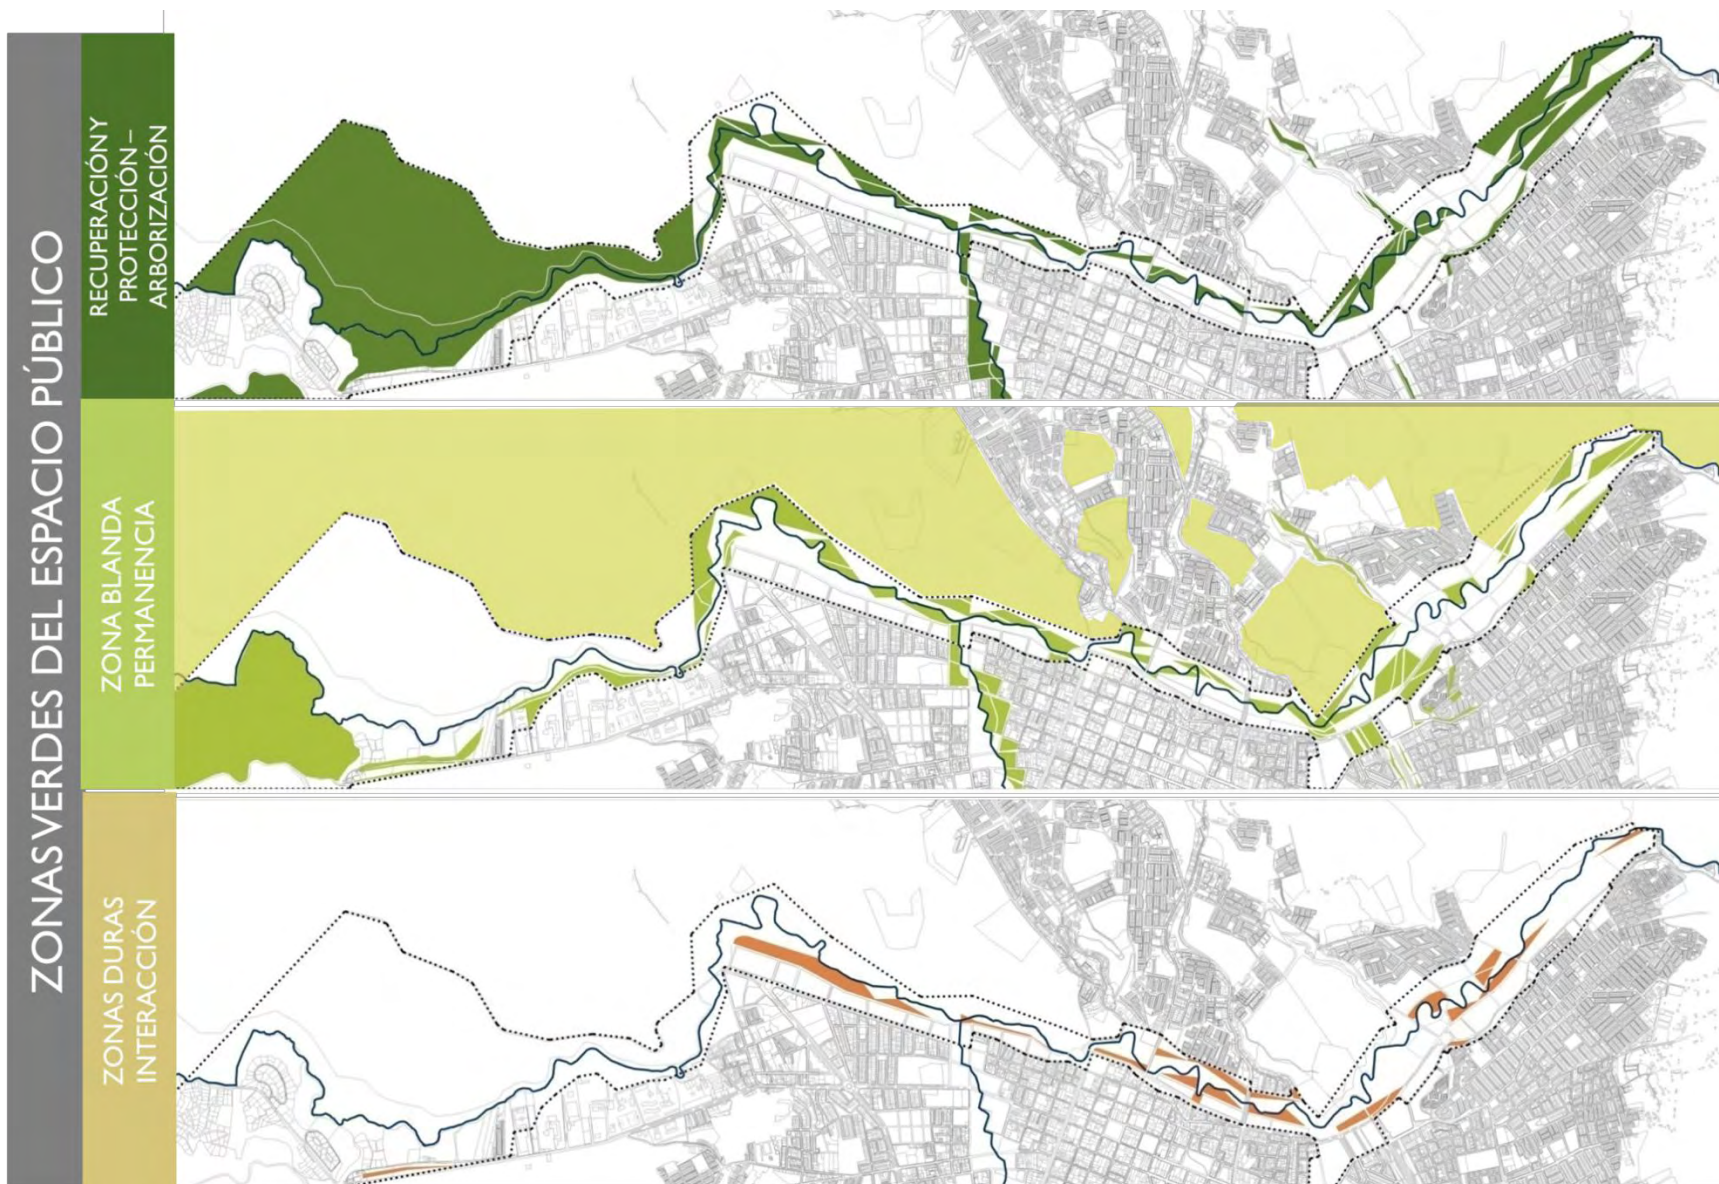 ZONAS VERDES DEL ESPACIO PÚBLICO
RECUPERACIÓN Y
PROTECCIÓN –
ARBORIZACIÓN
ZONA BLANDA
PERMANENCIA
ZONAS DURAS
INTERACCIÓN